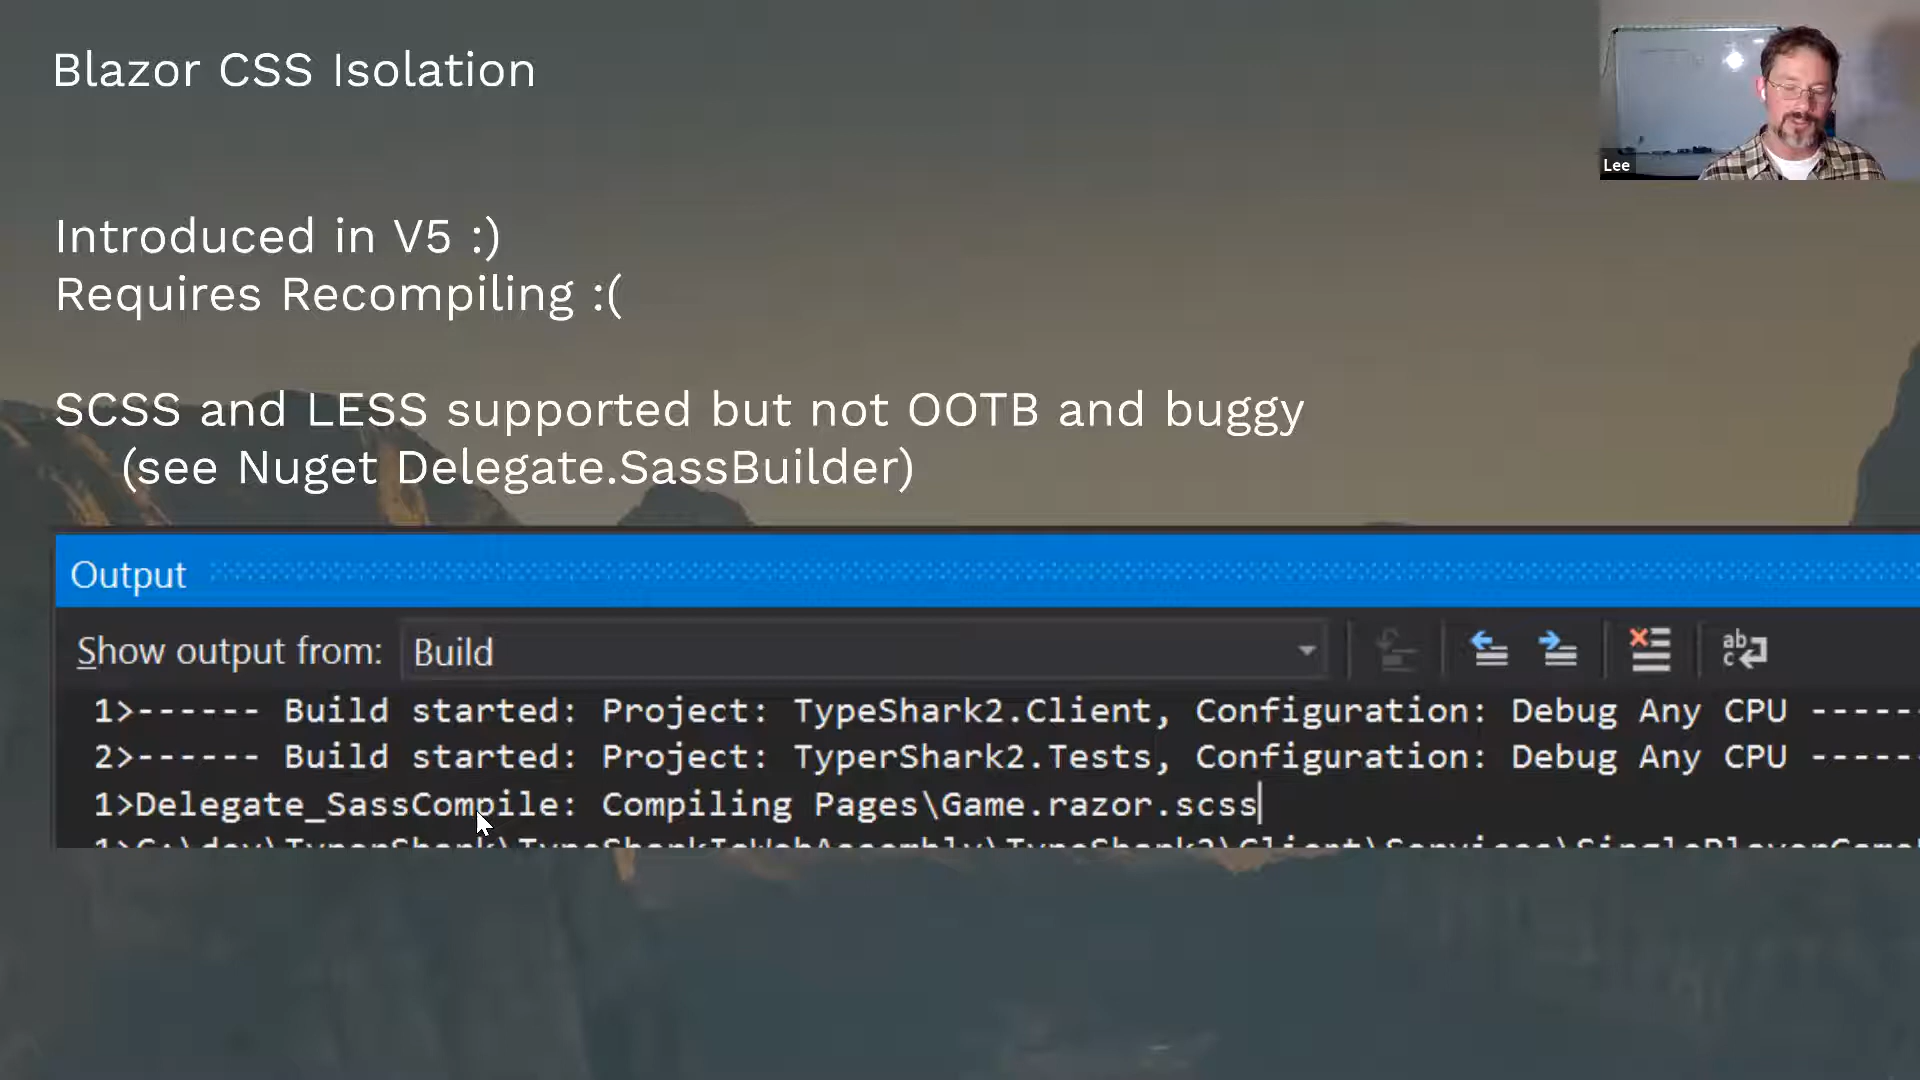 Blazor CSS Isolation
Lee
Introduced in V5 :)
Requires Recompiling :(
SCSS and LESS supported but not OOTB and buggy
(see Nuget Delegate.SassBuilder)
Output
Show output from: Build
1>------ Build started: Project: TypeShark2.Client, Configuration: Debug Any CPU ------
2>------ Build started: Project: TyperShark2.Tests, Configuration: Debug Any CPU ------
1>Delegate_SassCompile: Compiling Pages\Game.razor.scss